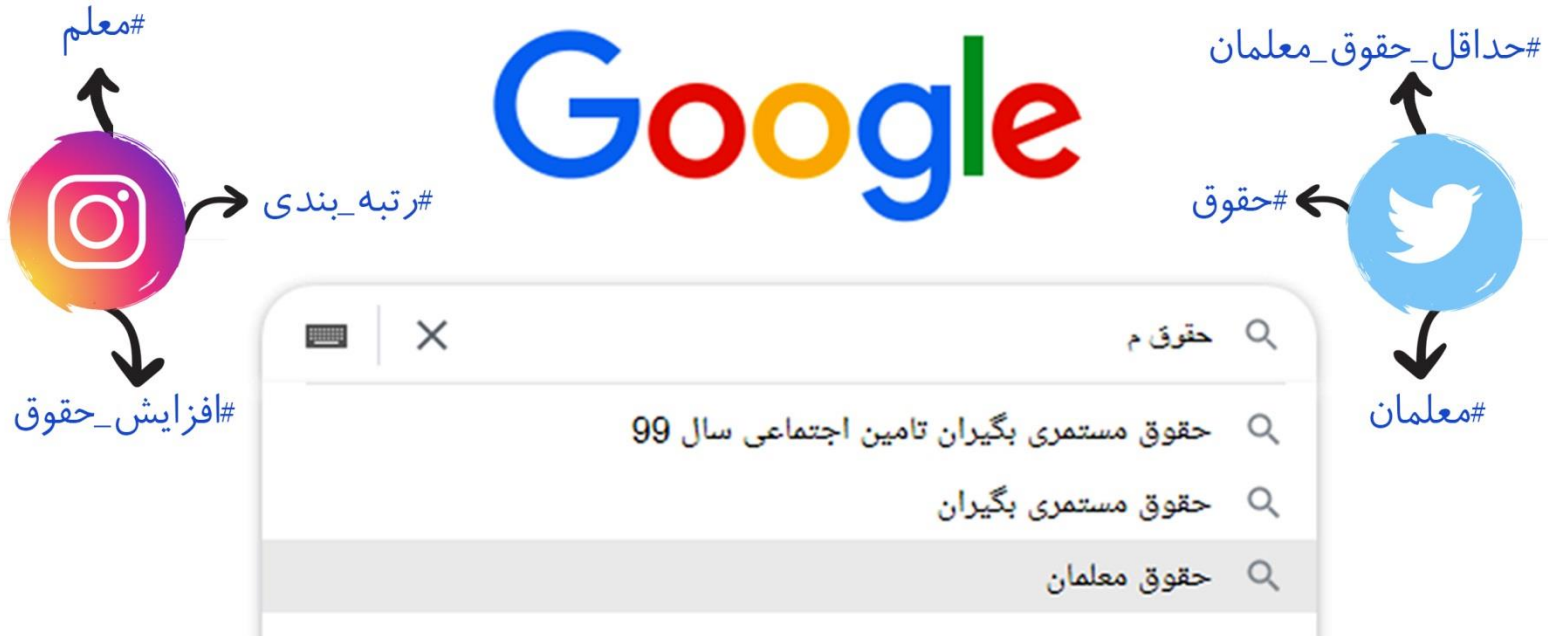 #معلم
#رتبه_بندی
#افزایش_حقوق
Google
#حداقل_حقوق_معلمان
#حقوق
#معلمان
حقوق م
حقوق مستمری بگیران تامین اجتماعی سال 99
حقوق مستمری بگیران
حقوق معلمان